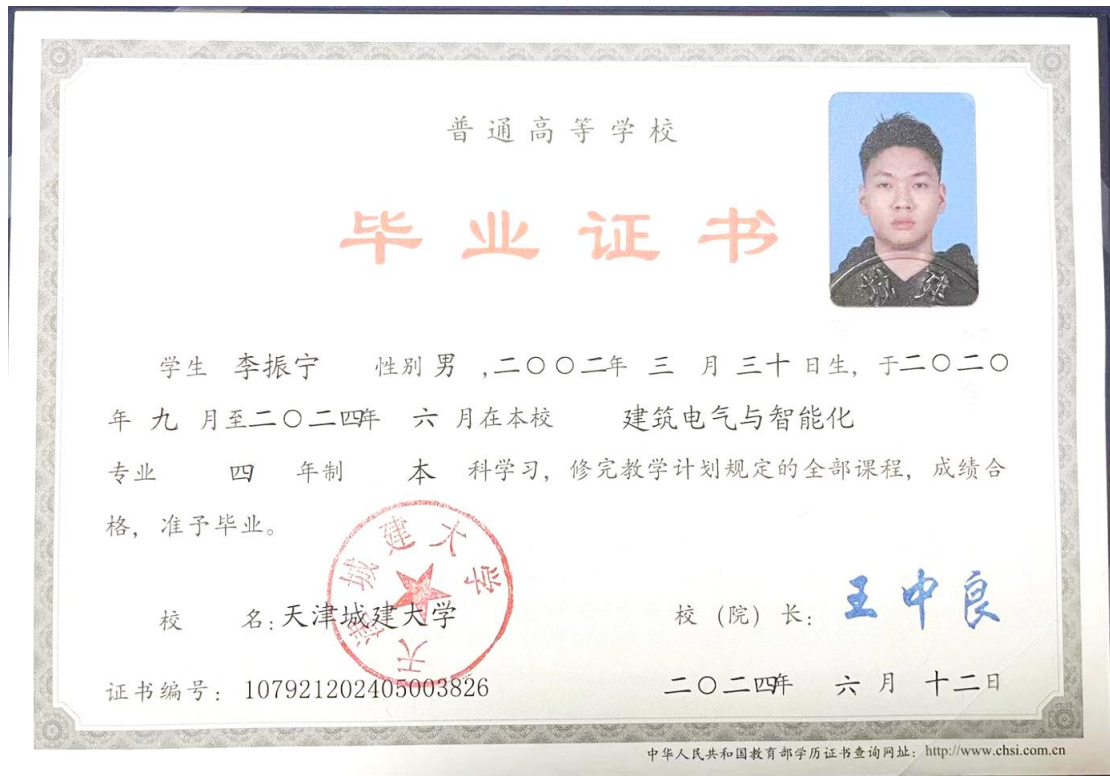 普通高等学校
毕业证书
学生 李振宁 性别 男 ,二〇〇二年 三 月 三十 日生，于二〇二〇
年 九 月至二〇二四年 六 月在本校 建筑电气与智能化
专业 四 年制 本 科学习，修完教学计划规定的全部课程，成绩合
格，准予毕业。
天津城建大学
校 名:天津城建大学 校（院）长: 王中良
证书编号: 107921202405003826 二〇二四年 六 月 十二日
中华人民共和国教育部学历证书查询网址: http://www.chsi.com.cn